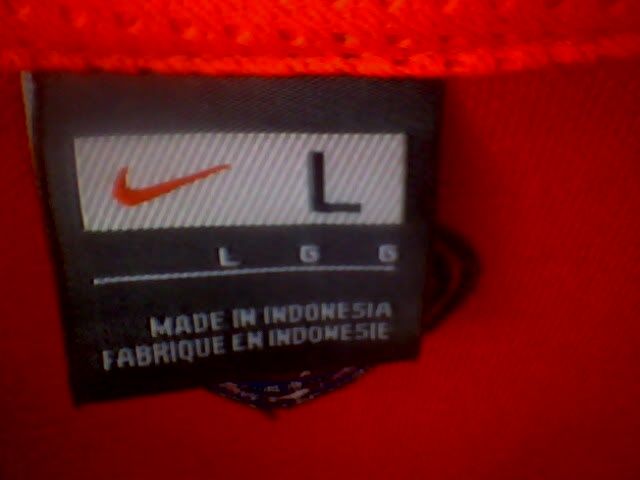 L
L G G
MADE IN INDONESIA
FABRIQUE EN INDONESIE